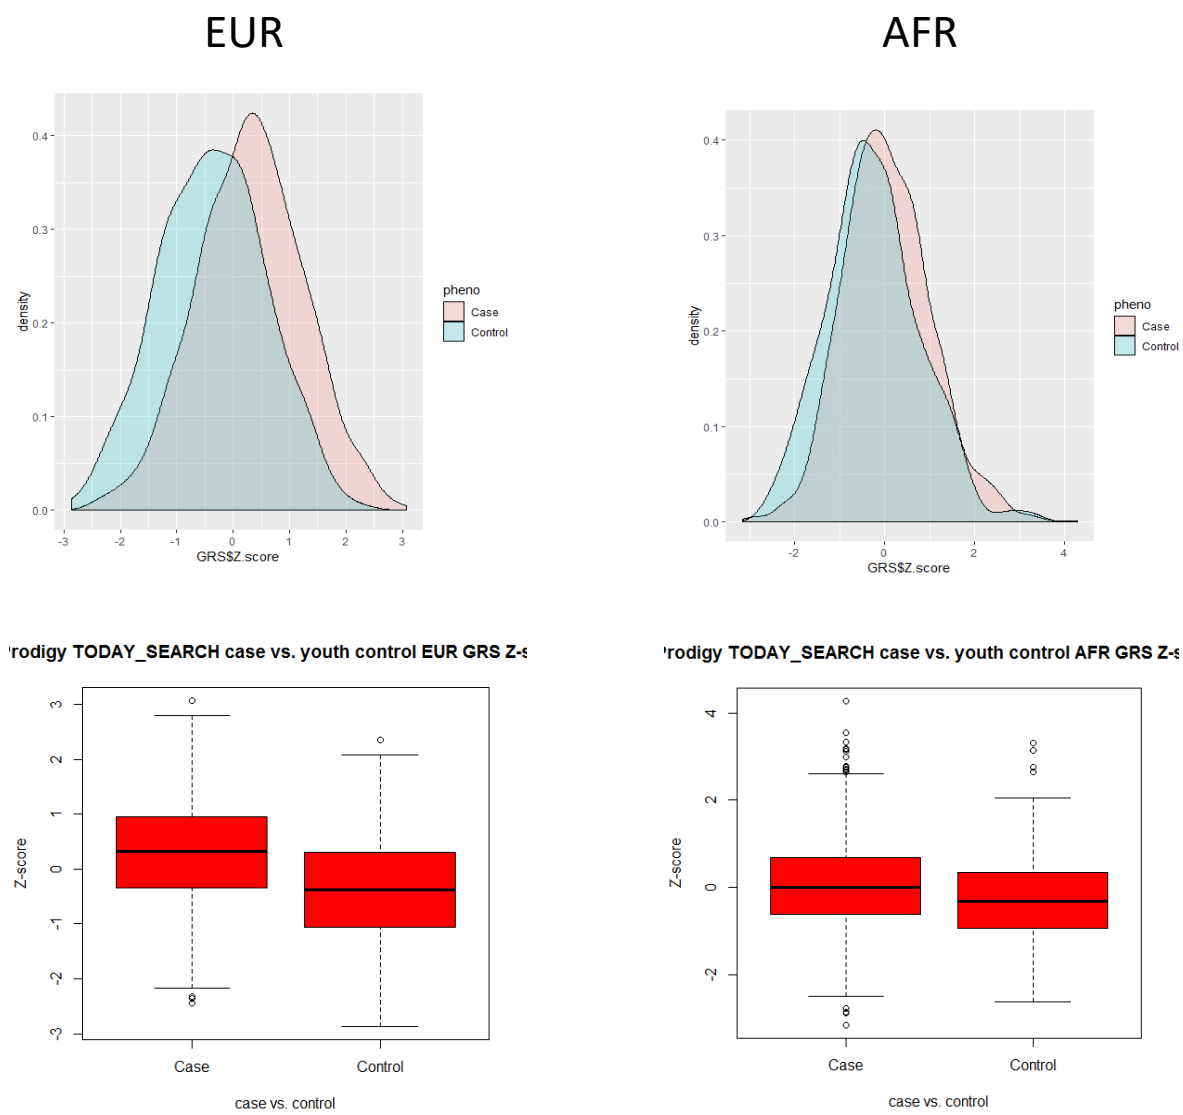 EUR
AFR
0.4
0.3
0.2
0.1
0.0
density
-3 -2 -1 0 1 2 3
GRS$Z.score
pheno
Case
Control
0.4
0.3
0.2
0.1
0.0
density
-2 0 2 4
GRS$Z.score
pheno
Case
Control
TODAY_SEARCH case vs. youth control EUR GRS
3
2
1
0
-1
-2
-3
Z-score
Case Control
case vs. control
TODAY_SEARCH case vs. youth control AFR GRS
4
2
0
-2
Z-score
Case Control
case vs. control